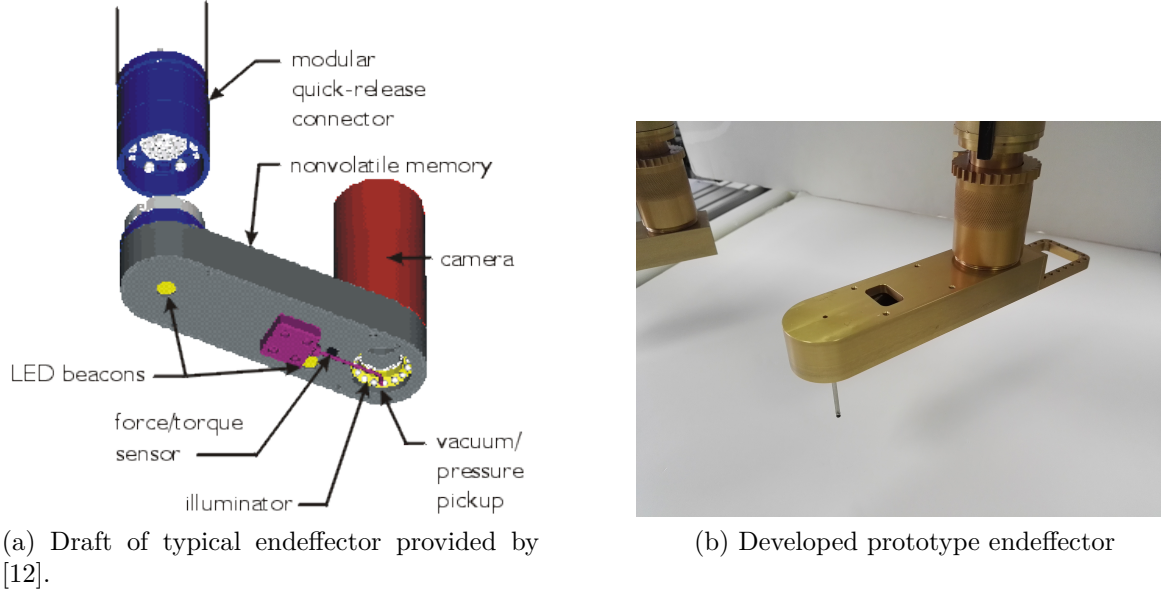 modular
quick-release
connector
nonvolatile memory
camera
LED beacons
force/torque
sensor
illuminator
vacuum/
pressure
pickup
(a) Draft of typical endeffector provided by
[12].
(b) Developed prototype endeffector